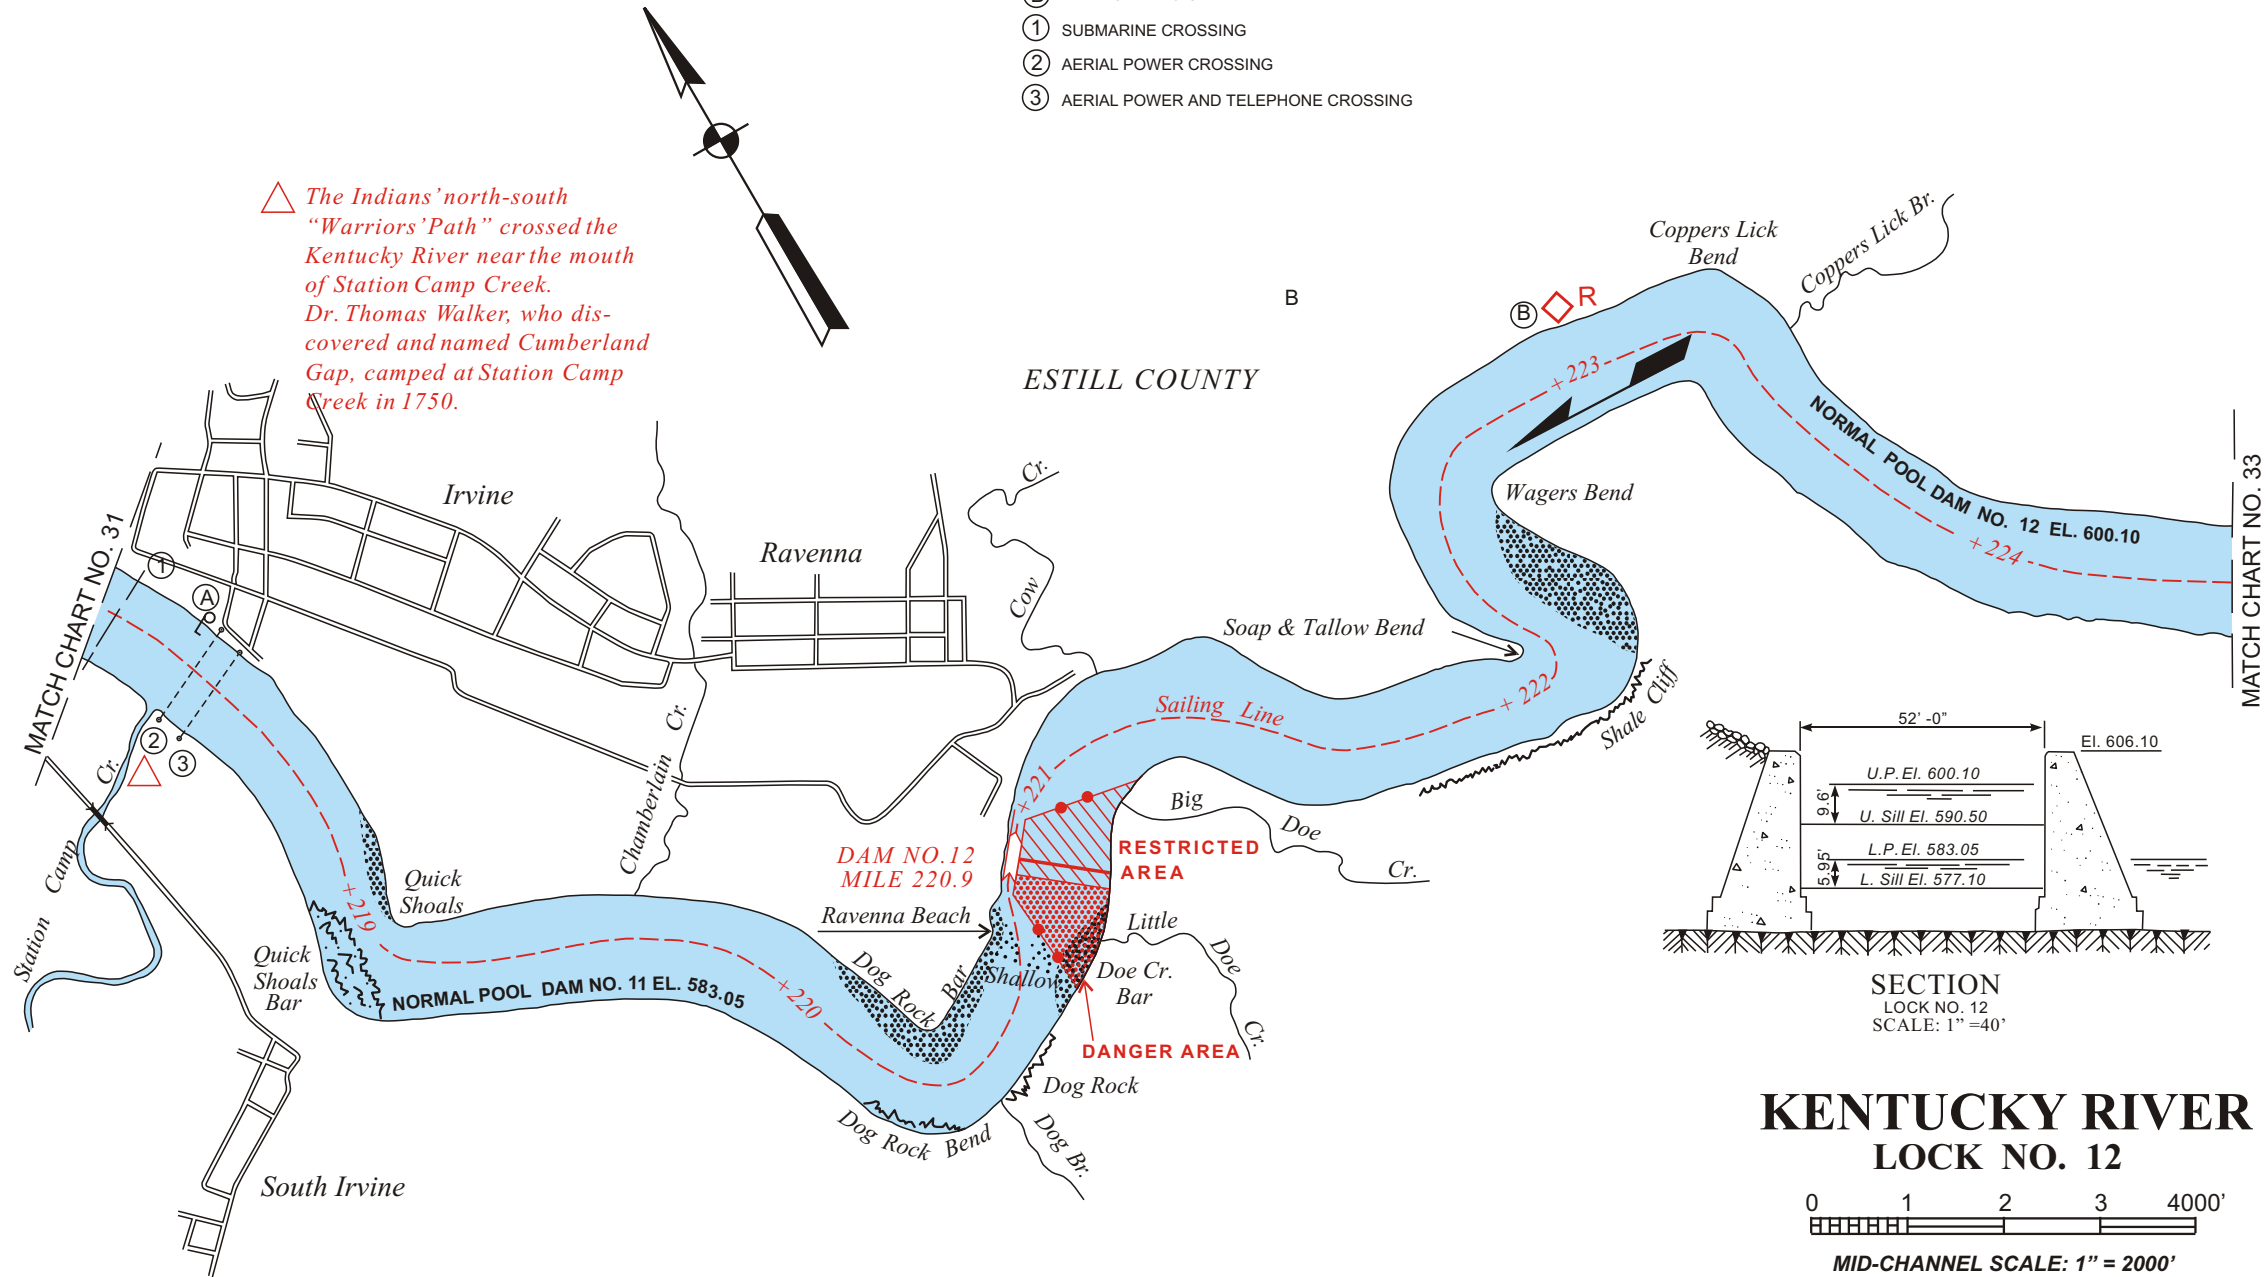 1 SUBMARINE CROSSING
2 AERIAL POWER CROSSING
3 AERIAL POWER AND TELEPHONE CROSSING
The Indians' north-south
“Warriors' Path” crossed the
Kentucky River near the mouth
of Station Camp Creek.
Dr. Thomas Walker, who dis-
covered and named Cumberland
Gap, camped at Station Camp
Creek in 1750.
B
ESTILL COUNTY
B
R
Coppers Lick
Bend
Coppers Lick Br.
+ 223
NORMAL POOL DAM NO. 12 EL. 600.10
+ 224
MATCH CHART NO. 33
Wagers Bend
Soap & Tallow Bend
+ 222
Shale Cliff
Sailing Line
+ 221
MATCH CHART NO. 31
1
A
2
3
Irvine
Ravenna
Cow
Cr.
Chamberlain Cr.
Station Camp Cr.
+ 219
Quick
Shoals
Quick
Shoals
Bar
NORMAL POOL DAM NO. 11 EL. 583.05
+ 220
South Irvine
DAM NO.12
MILE 220.9
Ravenna Beach
Dog Rock Bar
Shallow
RESTRICTED
AREA
Big Doe Cr.
Little Doe Cr.
Doe Cr.
Bar
DANGER AREA
Dog Rock
Dog Rock Bend
Dog Br.
52' -0”
El. 606.10
U.P. El. 600.10
9.6'
U. Sill El. 590.50
L.P. El. 583.05
5.95'
L. Sill El. 577.10
SECTION
LOCK NO. 12
SCALE: 1” =40'
KENTUCKY RIVER
LOCK NO. 12
0 1 2 3 4000'
MID-CHANNEL SCALE: 1” = 2000'